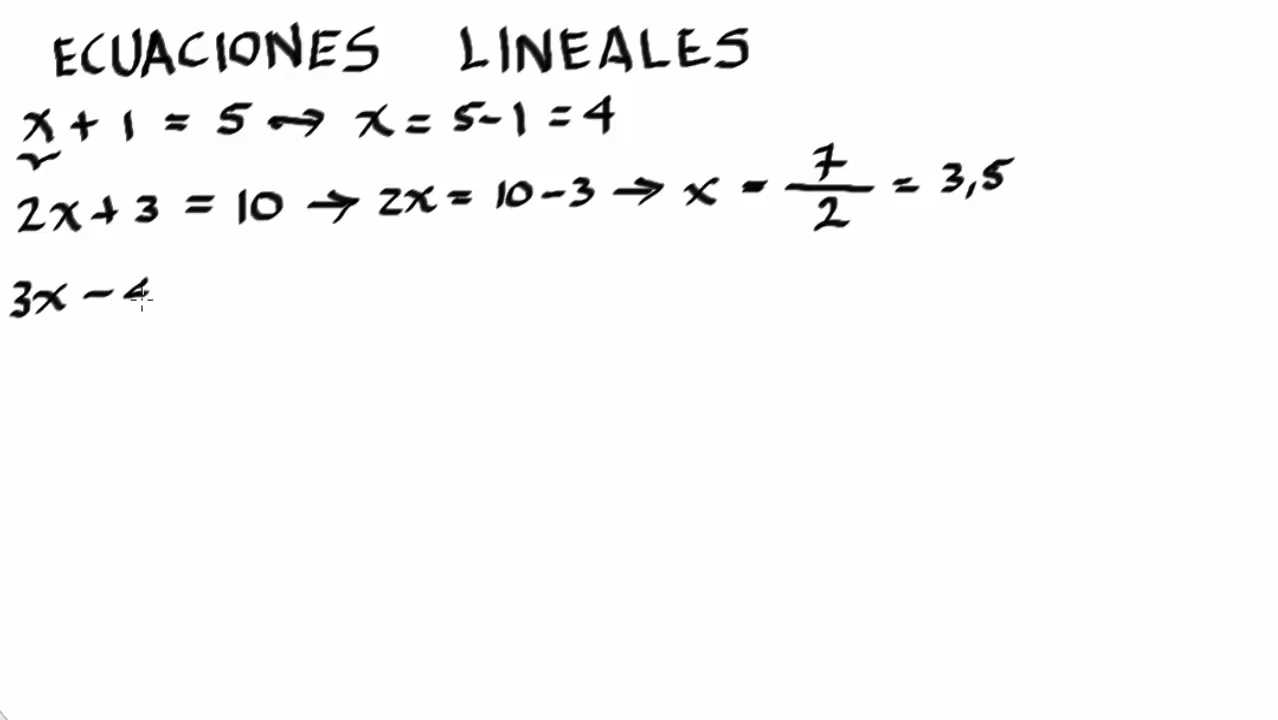 ECUACIONES LINEALES
x + 1 = 5 → x = 5 - 1 = 4
2x + 3 = 10 → 2x = 10 - 3 → x = 7/2 = 3,5
3x - 4